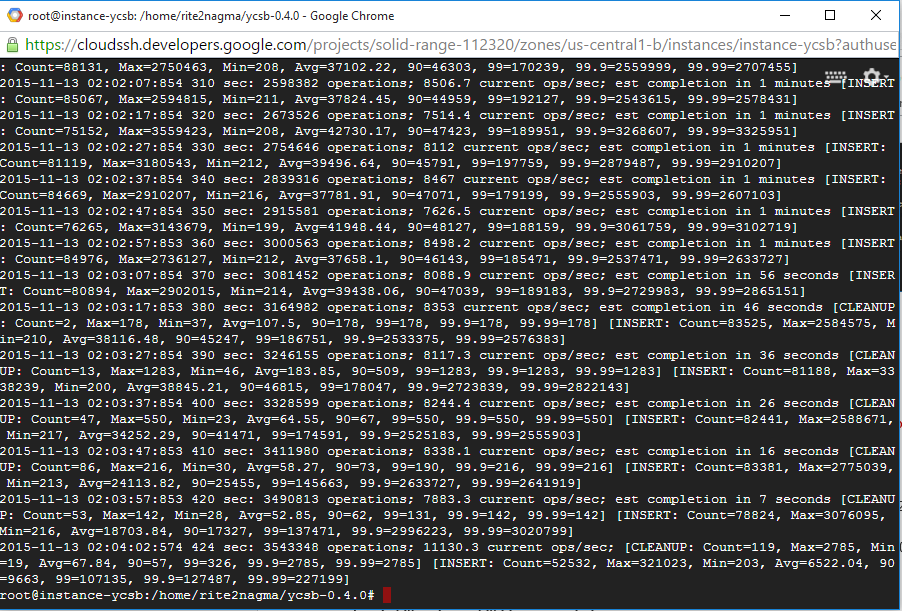 root@instance-ycsb: /home/rite2nagma/ycsb-0.4.0 - Google Chrome
https://cloudssh.developers.google.com/projects/solid-range-112320/zones/us-central1-b/instances/instance-ycsb?authuse
: Count=88131, Max=2750463, Min=208, Avg=37102.22, 90=46303, 99=170239, 99.9=2559999, 99.99=2707455]
2015-11-13 02:02:07:854 310 sec: 2598382 operations; 8506.7 current ops/sec; est completion in 1 minutes [INSERT
: Count=85067, Max=2594815, Min=211, Avg=37824.45, 90=44959, 99=192127, 99.9=2543615, 99.99=2578431]
2015-11-13 02:02:17:854 320 sec: 2673526 operations; 7514.4 current ops/sec; est completion in 1 minutes [INSERT
: Count=75152, Max=3559423, Min=208, Avg=42730.17, 90=47423, 99=189951, 99.9=3268607, 99.99=3325951]
2015-11-13 02:02:27:854 330 sec: 2754646 operations; 8112 current ops/sec; est completion in 1 minutes [INSERT:
Count=81119, Max=3180543, Min=212, Avg=39496.64, 90=45791, 99=197759, 99.9=2879487, 99.99=2910207]
2015-11-13 02:02:37:854 340 sec: 2839316 operations; 8467 current ops/sec; est completion in 1 minutes [INSERT:
Count=84669, Max=2910207, Min=216, Avg=37781.91, 90=47071, 99=179199, 99.9=2555903, 99.99=2607103]
2015-11-13 02:02:47:854 350 sec: 2915581 operations; 7626.5 current ops/sec; est completion in 1 minutes [INSERT
: Count=76265, Max=3143679, Min=199, Avg=41948.44, 90=48127, 99=188159, 99.9=3061759, 99.99=3102719]
2015-11-13 02:02:57:853 360 sec: 3000563 operations; 8498.2 current ops/sec; est completion in 1 minutes [INSERT
: Count=84976, Max=2736127, Min=212, Avg=37658.1, 90=46143, 99=185471, 99.9=2537471, 99.99=2633727]
2015-11-13 02:03:07:854 370 sec: 3081452 operations; 8088.9 current ops/sec; est completion in 56 seconds [INSER
T: Count=80894, Max=2902015, Min=214, Avg=39438.06, 90=47039, 99=189183, 99.9=2729983, 99.99=2865151]
2015-11-13 02:03:17:853 380 sec: 3164982 operations; 8353 current ops/sec; est completion in 46 seconds [CLEANUP
: Count=2, Max=178, Min=37, Avg=107.5, 90=178, 99=178, 99.9=178, 99.99=178] [INSERT: Count=83525, Max=2584575, M
in=210, Avg=38116.48, 90=45247, 99=186751, 99.9=2533375, 99.99=2576383]
2015-11-13 02:03:27:854 390 sec: 3246155 operations; 8117.3 current ops/sec; est completion in 36 seconds [CLEAN
UP: Count=13, Max=1283, Min=46, Avg=183.85, 90=509, 99=1283, 99.9=1283, 99.99=1283] [INSERT: Count=81188, Max=33
38239, Min=200, Avg=38845.21, 90=46815, 99=178047, 99.9=2723839, 99.99=2822143]
2015-11-13 02:03:37:854 400 sec: 3328599 operations; 8244.4 current ops/sec; est completion in 26 seconds [CLEAN
UP: Count=47, Max=550, Min=23, Avg=64.55, 90=67, 99=550, 99.9=550, 99.99=550] [INSERT: Count=82441, Max=2588671,
Min=217, Avg=34252.29, 90=41471, 99=174591, 99.9=2525183, 99.99=2555903]
2015-11-13 02:03:47:853 410 sec: 3411980 operations; 8338.1 current ops/sec; est completion in 16 seconds [CLEAN
UP: Count=86, Max=216, Min=30, Avg=58.27, 90=73, 99=190, 99.9=216, 99.99=216] [INSERT: Count=83381, Max=2775039,
Min=213, Avg=24113.82, 90=25455, 99=145663, 99.9=2633727, 99.99=2641919]
2015-11-13 02:03:57:853 420 sec: 3490813 operations; 7883.3 current ops/sec; est completion in 7 seconds [CLEANU
P: Count=53, Max=142, Min=28, Avg=52.85, 90=62, 99=131, 99.9=142, 99.99=142] [INSERT: Count=78824, Max=3076095,
Min=216, Avg=18703.84, 90=17327, 99=137471, 99.9=2996223, 99.99=3020799]
2015-11-13 02:04:02:574 424 sec: 3543348 operations; 11130.3 current ops/sec; [CLEANUP: Count=119, Max=2785, Min
=19, Avg=67.84, 90=57, 99=326, 99.9=2785, 99.99=2785] [INSERT: Count=52532, Max=321023, Min=203, Avg=6522.04, 90
=9663, 99=107135, 99.9=127487, 99.99=227199]
root@instance-ycsb:/home/rite2nagma/ycsb-0.4.0#